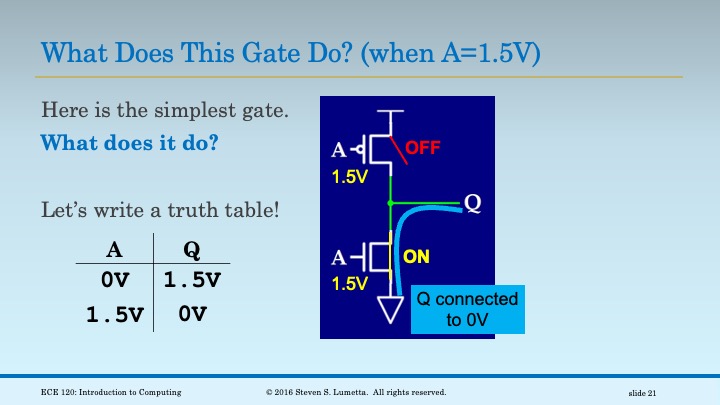 What Does This Gate Do? (when A=1.5V)
Here is the simplest gate.
What does it do?
Let's write a truth table!
A Q
0V 1.5V
1.5V 0V
A OFF
1.5V
Q
A ON
1.5V
Q connected
to 0V
ECE 120: Introduction to Computing © 2016 Steven S. Lumetta. All rights reserved. slide 21